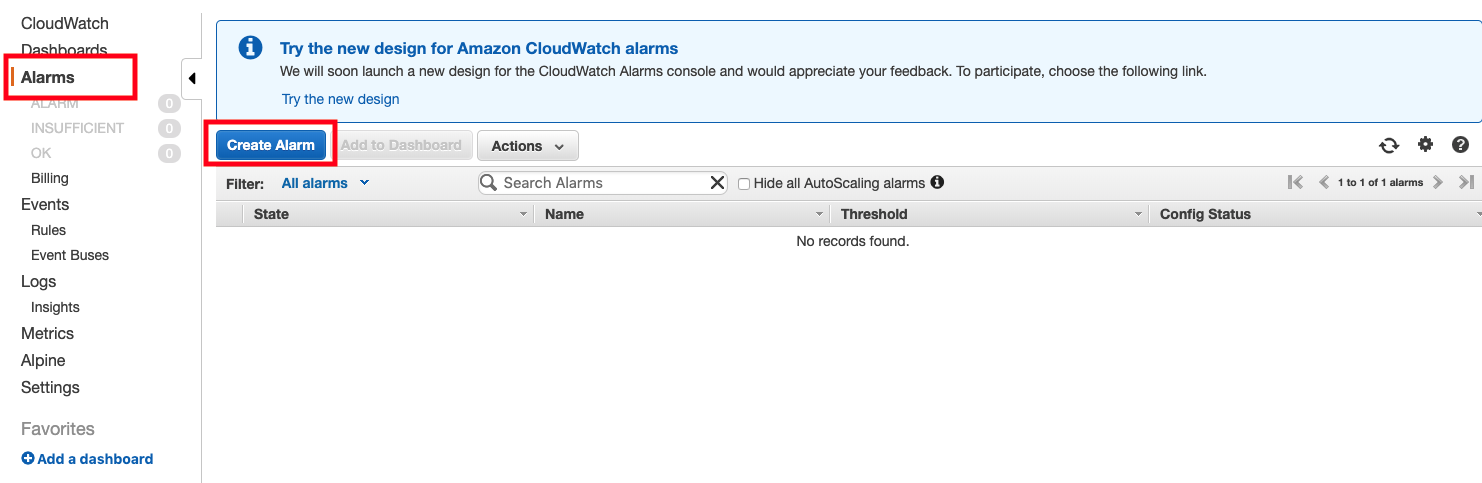 CloudWatch
Dashboards
Alarms
ALARM 0
INSUFFICIENT 0
OK 0
Billing
Events
Rules
Event Buses
Logs
Insights
Metrics
Alpine
Settings
Favorites
Add a dashboard
Try the new design for Amazon CloudWatch alarms
We will soon launch a new design for the CloudWatch Alarms console and would appreciate your feedback. To participate, choose the following link.
Try the new design
Create Alarm Add to Dashboard Actions
Filter: All alarms Search Alarms Hide all AutoScaling alarms 1 to 1 of 1 alarms
State Name Threshold Config Status
No records found.